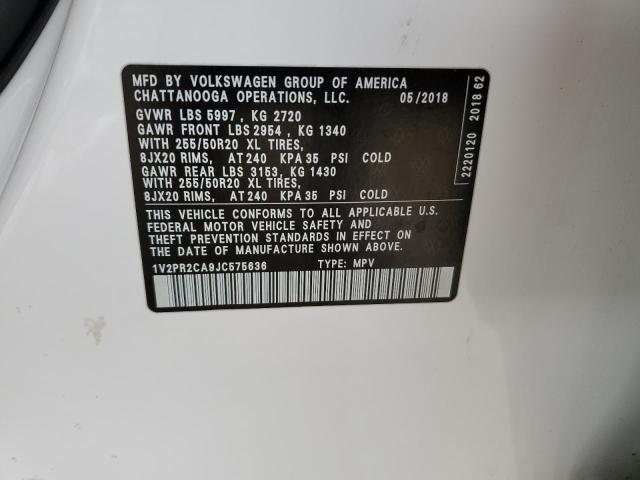 MFD BY VOLKSWAGEN GROUP OF AMERICA
CHATTANOOGA OPERATIONS, LLC. 05/2018
GVWR LBS 5997 , KG 2720
GAWR FRONT LBS 2954 , KG 1340
WITH 255/50R20 XL TIRES,
8JX20 RIMS, AT 240 KPA 35 PSI COLD
GAWR REAR LBS 3153, KG 1430
WITH 255/50R20 XL TIRES,
8JX20 RIMS, AT 240 KPA 35 PSI COLD
THIS VEHICLE CONFORMS TO ALL APPLICABLE U.S.
FEDERAL MOTOR VEHICLE SAFETY AND
THEFT PREVENTION STANDARDS IN EFFECT ON
THE DATE OF MANUFACTURE SHOWN ABOVE.
1V2PR2CA9JC575636 TYPE: MPV
2220120 2018 62